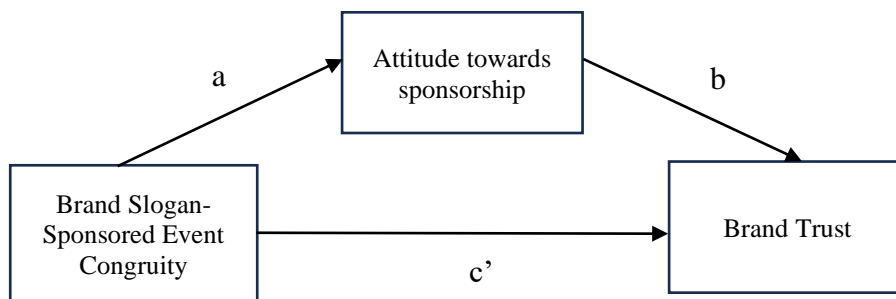 Attitude towards
sponsorship
a
b
Brand Slogan-
Sponsored Event
Congruity
Brand Trust
c’